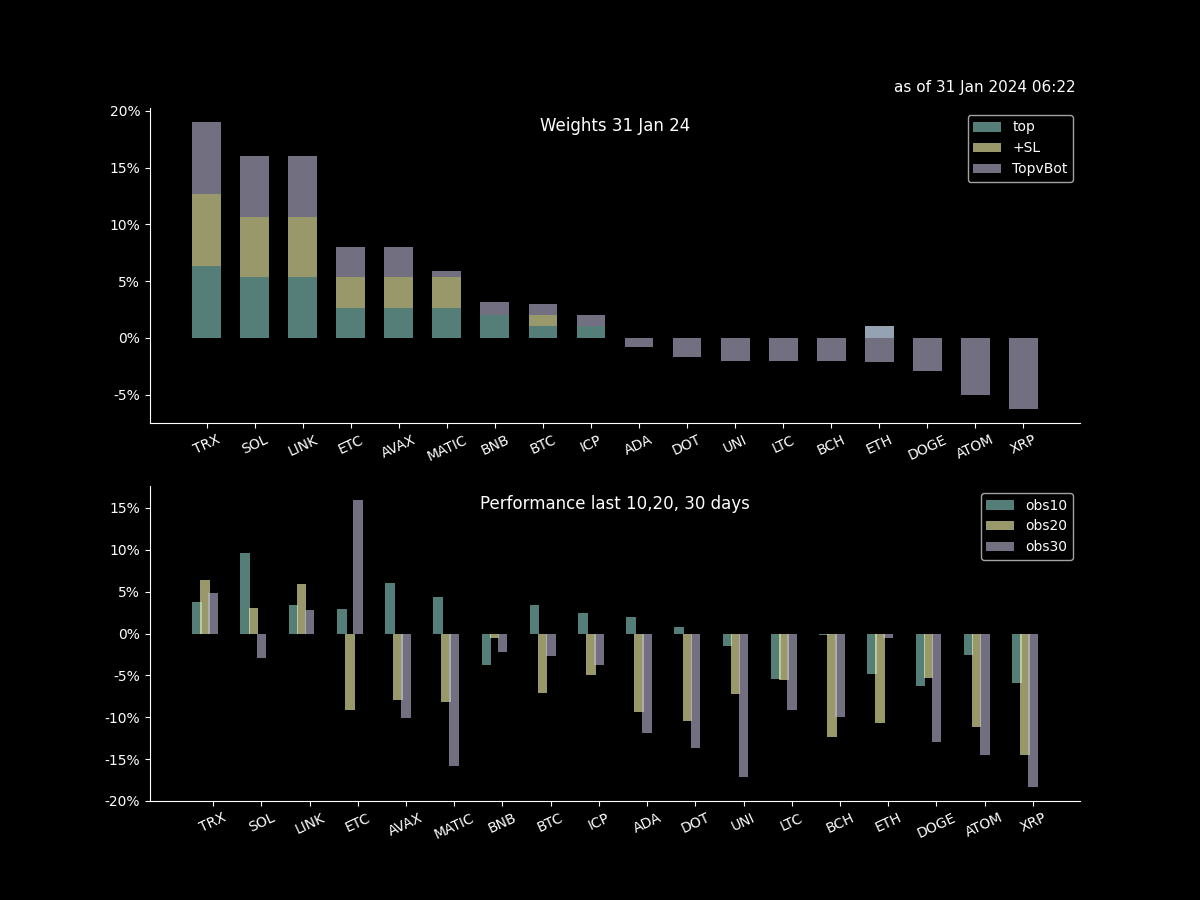 as of 31 Jan 2024 06:22
Weights 31 Jan 24
top
+SL
TopvBot
20%
15%
10%
5%
0%
-5%
TRX SOL LINK ETC AVAX MATIC BNB BTC ICP ADA DOT UNI LTC BCH ETH DOGE ATOM XRP
Performance last 10,20, 30 days
obs10
obs20
obs30
15%
10%
5%
0%
-5%
-10%
-15%
-20%
TRX SOL LINK ETC AVAX MATIC BNB BTC ICP ADA DOT UNI LTC BCH ETH DOGE ATOM XRP